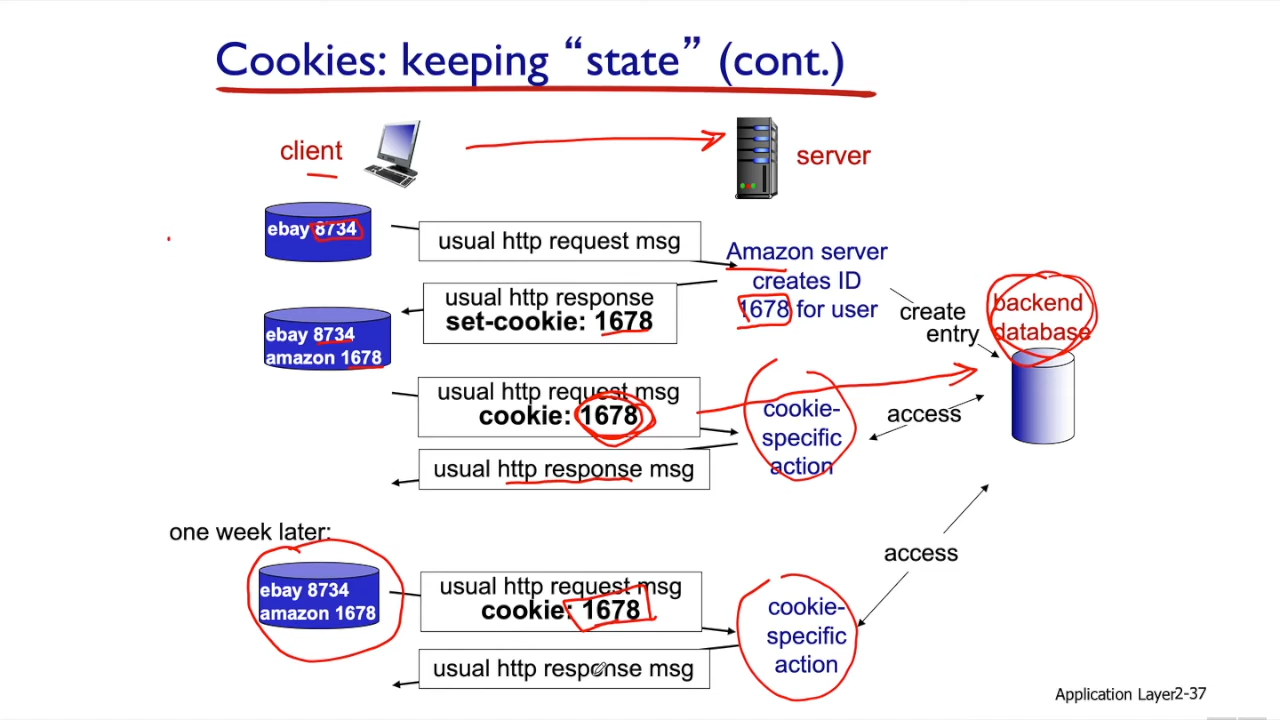 Cookies: keeping “state” (cont.)
client
server
ebay 8734
usual http request msg
Amazon server
creates ID
1678 for user
usual http response
set-cookie: 1678
create
entry
backend
database
ebay 8734
amazon 1678
usual http request msg
cookie: 1678
cookie-
specific
action
access
usual http response msg
one week later:
access
ebay 8734
amazon 1678
usual http request msg
cookie: 1678
cookie-
specific
action
usual http response msg
Application Layer2-37